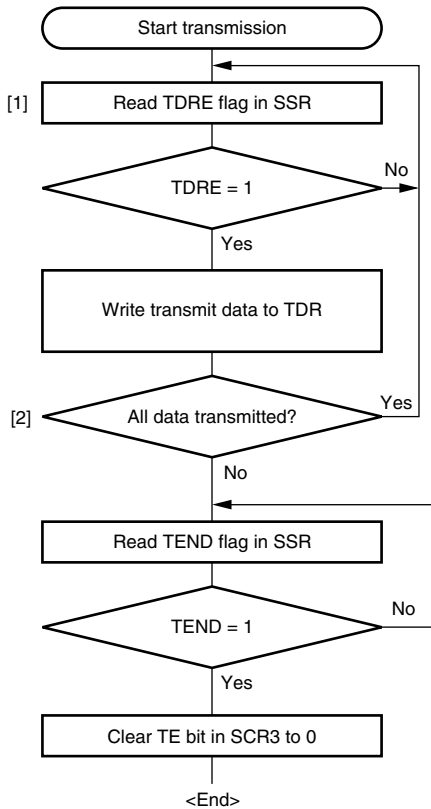 Start transmission
[1]
Read TDRE flag in SSR
No
TDRE = 1
Yes
Write transmit data to TDR
[2]
All data transmitted?
Yes
No
Read TEND flag in SSR
No
TEND = 1
Yes
Clear TE bit in SCR3 to 0
<End>